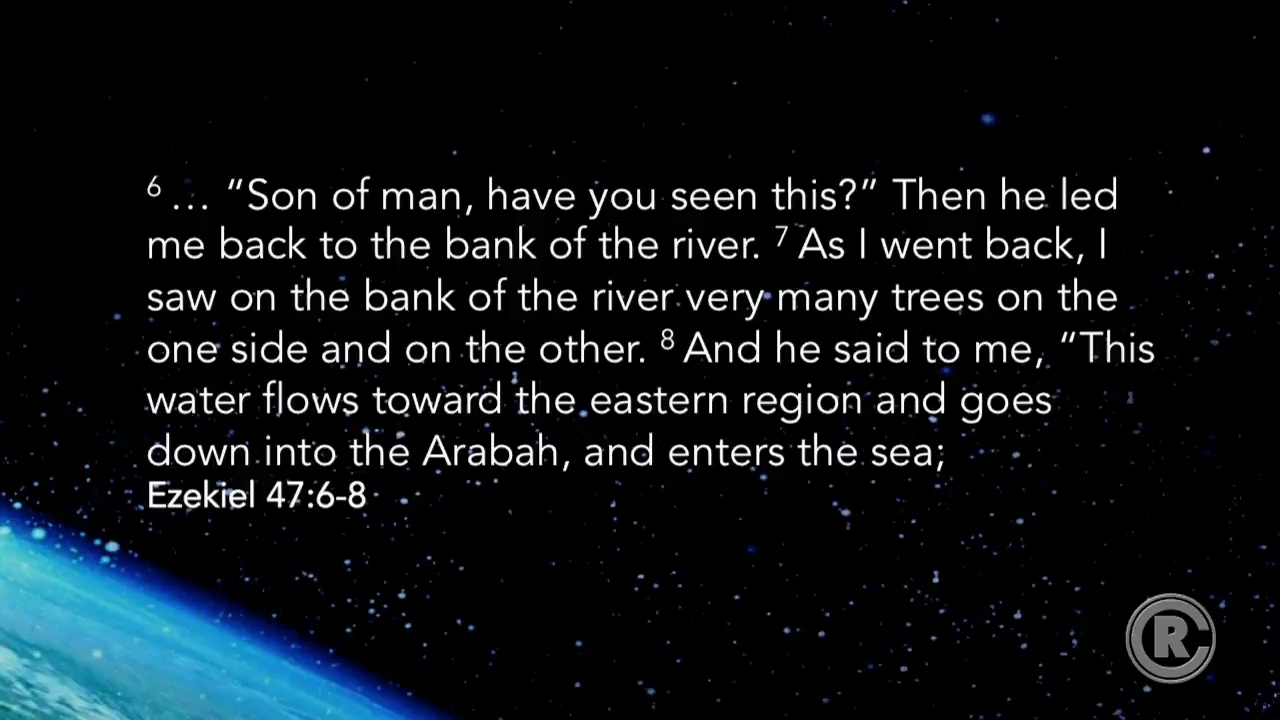 ⁶ … “Son of man, have you seen this?” Then he led
me back to the bank of the river. ⁷ As I went back, I
saw on the bank of the river very many trees on the
one side and on the other. ⁸ And he said to me, “This
water flows toward the eastern region and goes
down into the Arabah, and enters the sea;
Ezekiel 47:6-8
CR